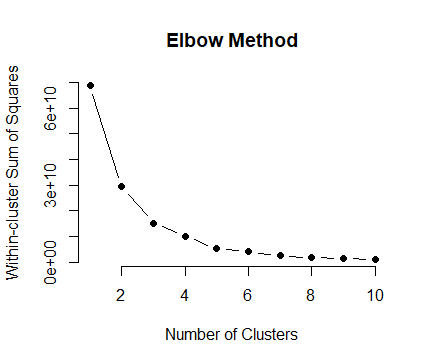 Elbow Method
Within-cluster Sum of Squares
6e+10
3e+10
0e+00
2 4 6 8 10
Number of Clusters